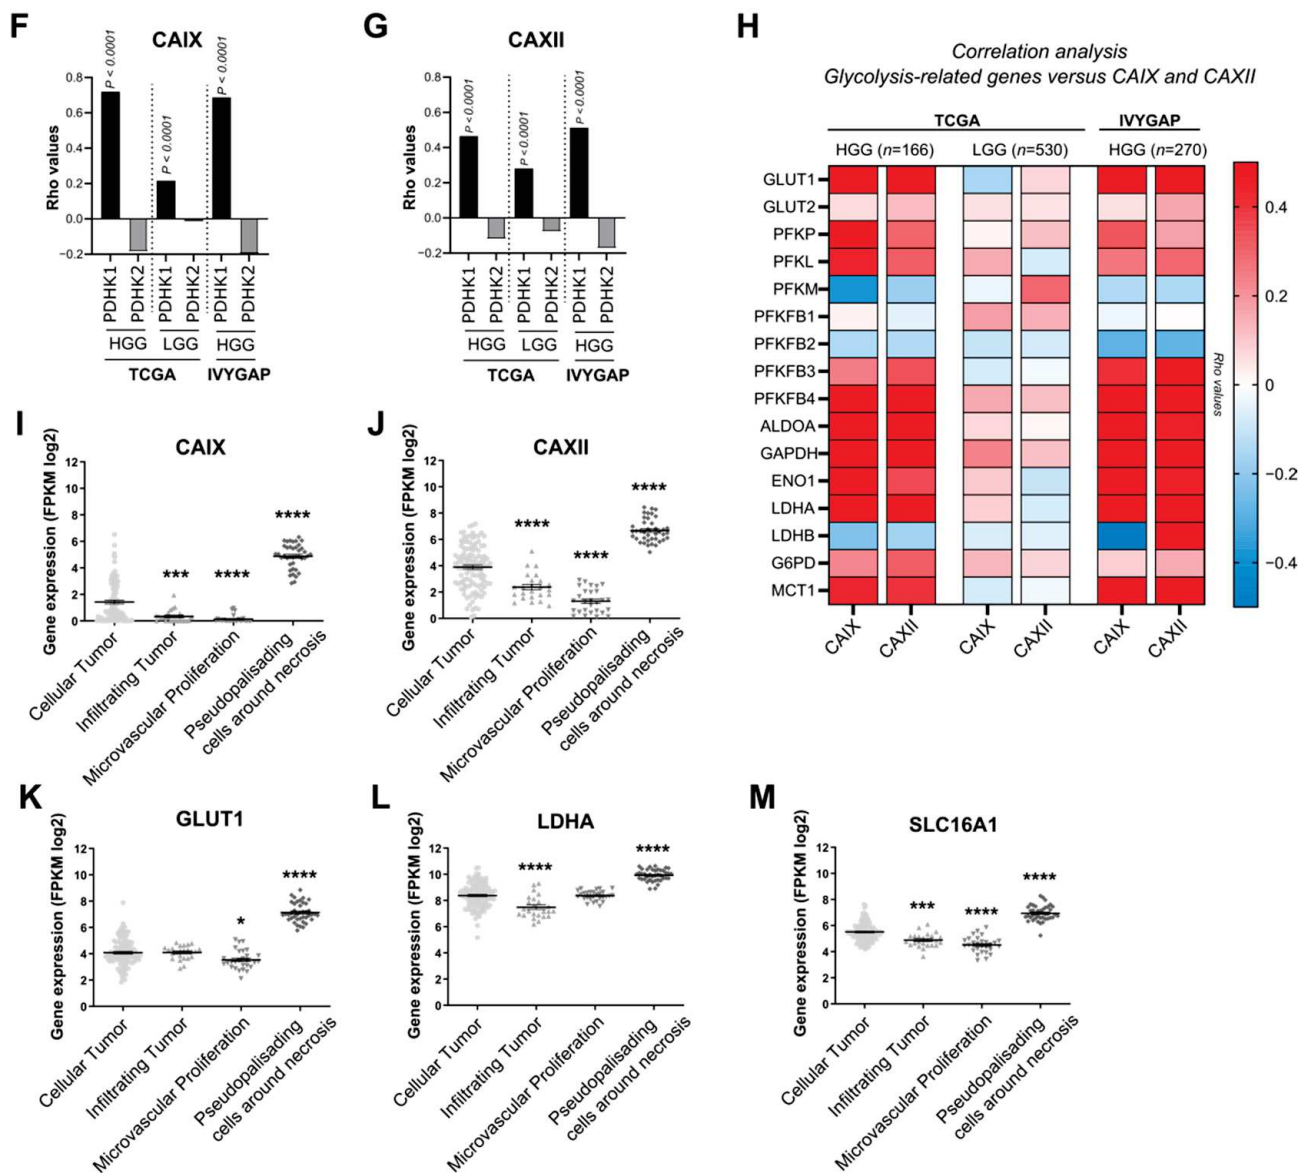 F
CAIX
Rho values
0.8
0.6
0.4
0.2
0.0
−0.2
P < 0.0001
P < 0.0001
P < 0.0001
PDHK1
PDHK2
PDHK1
PDHK2
PDHK1
PDHK2
HGG
LGG
HGG
TCGA
IVYGAP
G
CAXII
Rho values
0.8
0.6
0.4
0.2
0.0
−0.2
P < 0.0001
P < 0.0001
P < 0.0001
PDHK1
PDHK2
PDHK1
PDHK2
PDHK1
PDHK2
HGG
LGG
HGG
TCGA
IVYGAP
H
Correlation analysis
Glycolysis-related genes versus CAIX and CAXII
TCGA
IVYGAP
HGG (n=166)
LGG (n=530)
HGG (n=270)
GLUT1
GLUT2
PFKP
PFKL
PFKM
PFKFB1
PFKFB2
PFKFB3
PFKFB4
ALDOA
GAPDH
ENO1
LDHA
LDHB
G6PD
MCT1
CAIX
CAXII
CAIX
CAXII
CAIX
CAXII
0.4
0.2
0
−0.2
−0.4
Rho values
I
CAIX
Gene expression (FPKM log2)
12
10
8
6
4
2
0
***
****
****
Cellular Tumor
Infiltrating Tumor
Microvascular Proliferation
Pseudopalisading
cells around necrosis
J
CAXII
Gene expression (FPKM log2)
12
10
8
6
4
2
0
****
****
****
Cellular Tumor
Infiltrating Tumor
Microvascular Proliferation
Pseudopalisading
cells around necrosis
K
GLUT1
Gene expression (FPKM log2)
12
10
8
6
4
2
0
*
****
Cellular Tumor
Infiltrating Tumor
Microvascular Proliferation
Pseudopalisading
cells around necrosis
L
LDHA
Gene expression (FPKM log2)
12
10
8
6
4
2
0
****
****
Cellular Tumor
Infiltrating Tumor
Microvascular Proliferation
Pseudopalisading
cells around necrosis
M
SLC16A1
Gene expression (FPKM log2)
12
10
8
6
4
2
0
***
****
****
Cellular Tumor
Infiltrating Tumor
Microvascular Proliferation
Pseudopalisading
cells around necrosis